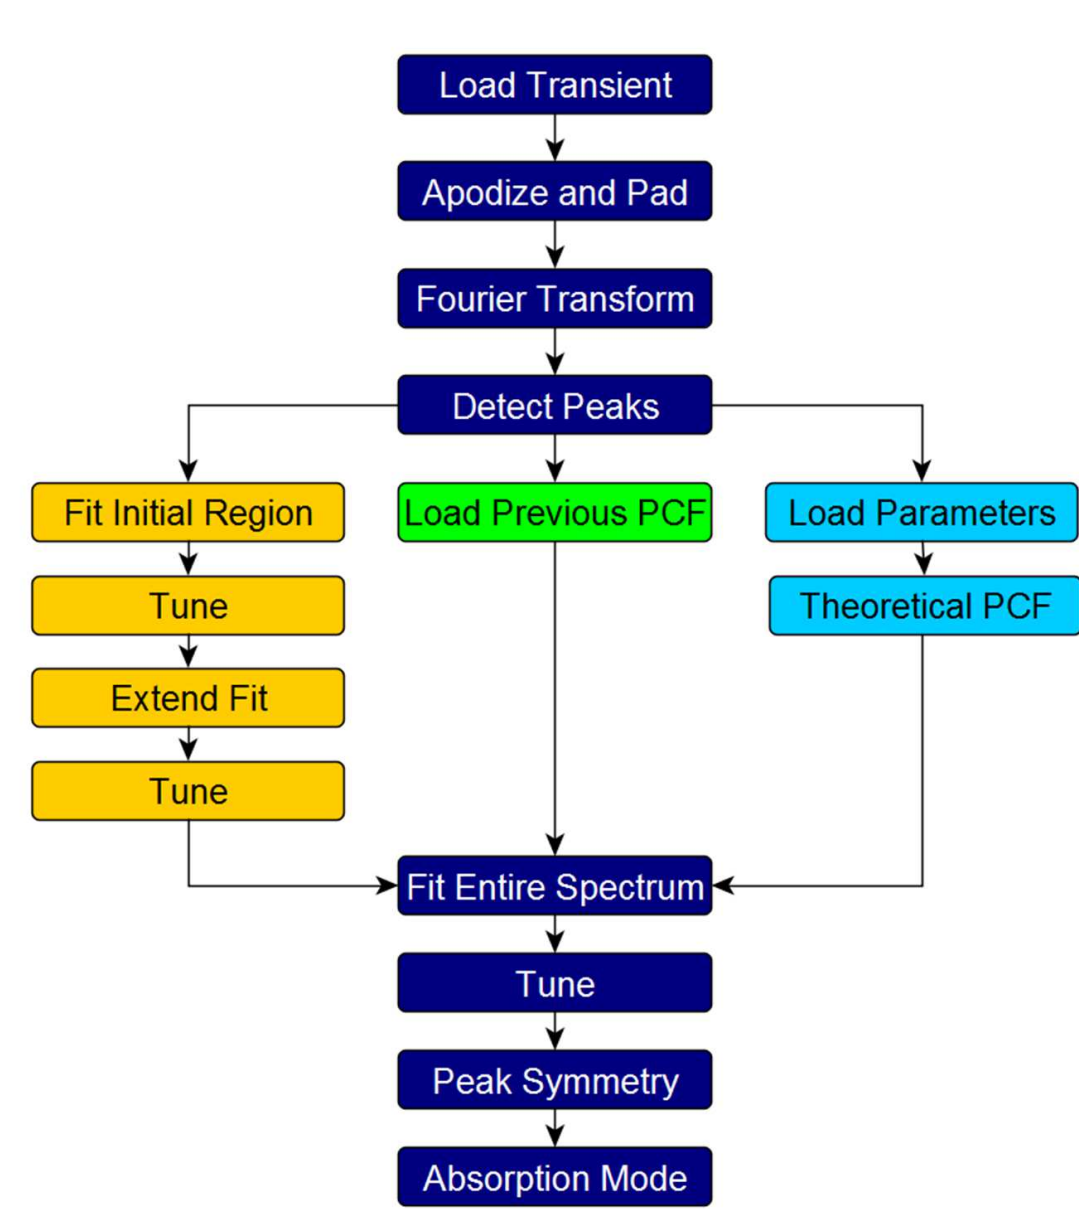 Load Transient
Apodize and Pad
Fourier Transform
Detect Peaks
Fit Initial Region
Load Previous PCF
Load Parameters
Tune
Theoretical PCF
Extend Fit
Tune
Fit Entire Spectrum
Tune
Peak Symmetry
Absorption Mode